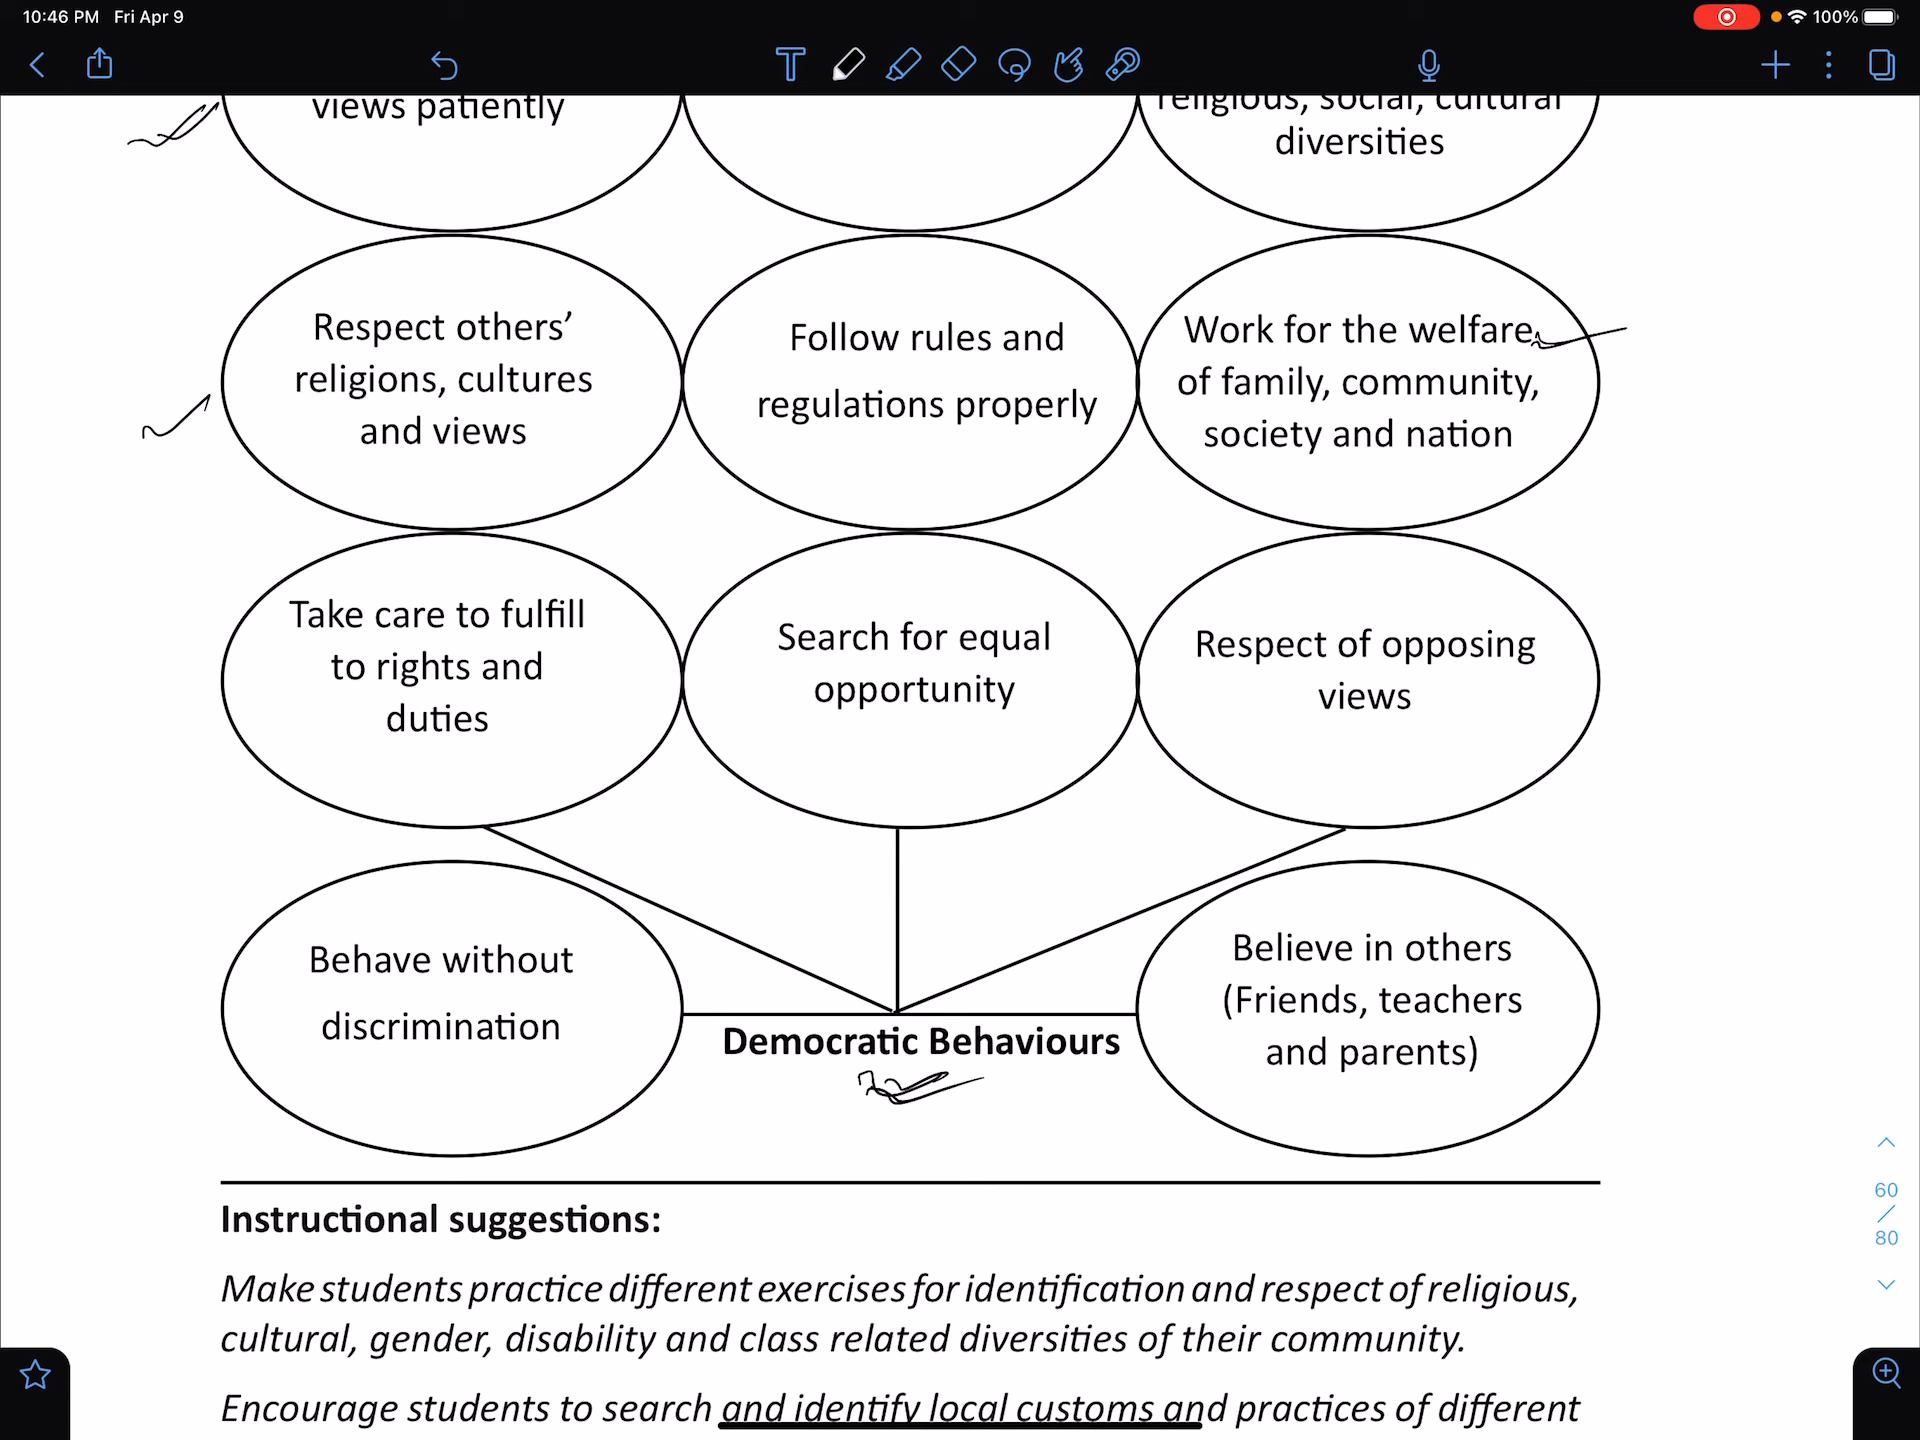 10:46 PM Fri Apr 9
100%
views patiently
religious, social, cultural
diversities
Respect others’
religions, cultures
and views
Follow rules and
regulations properly
Work for the welfare
of family, community,
society and nation
Take care to fulfill
to rights and
duties
Search for equal
opportunity
Respect of opposing
views
Behave without
discrimination
Believe in others
(Friends, teachers
and parents)
Democratic Behaviours
60
/
80
Instructional suggestions:
Make students practice different exercises for identification and respect of religious,
cultural, gender, disability and class related diversities of their community.
Encourage students to search and identify local customs and practices of different